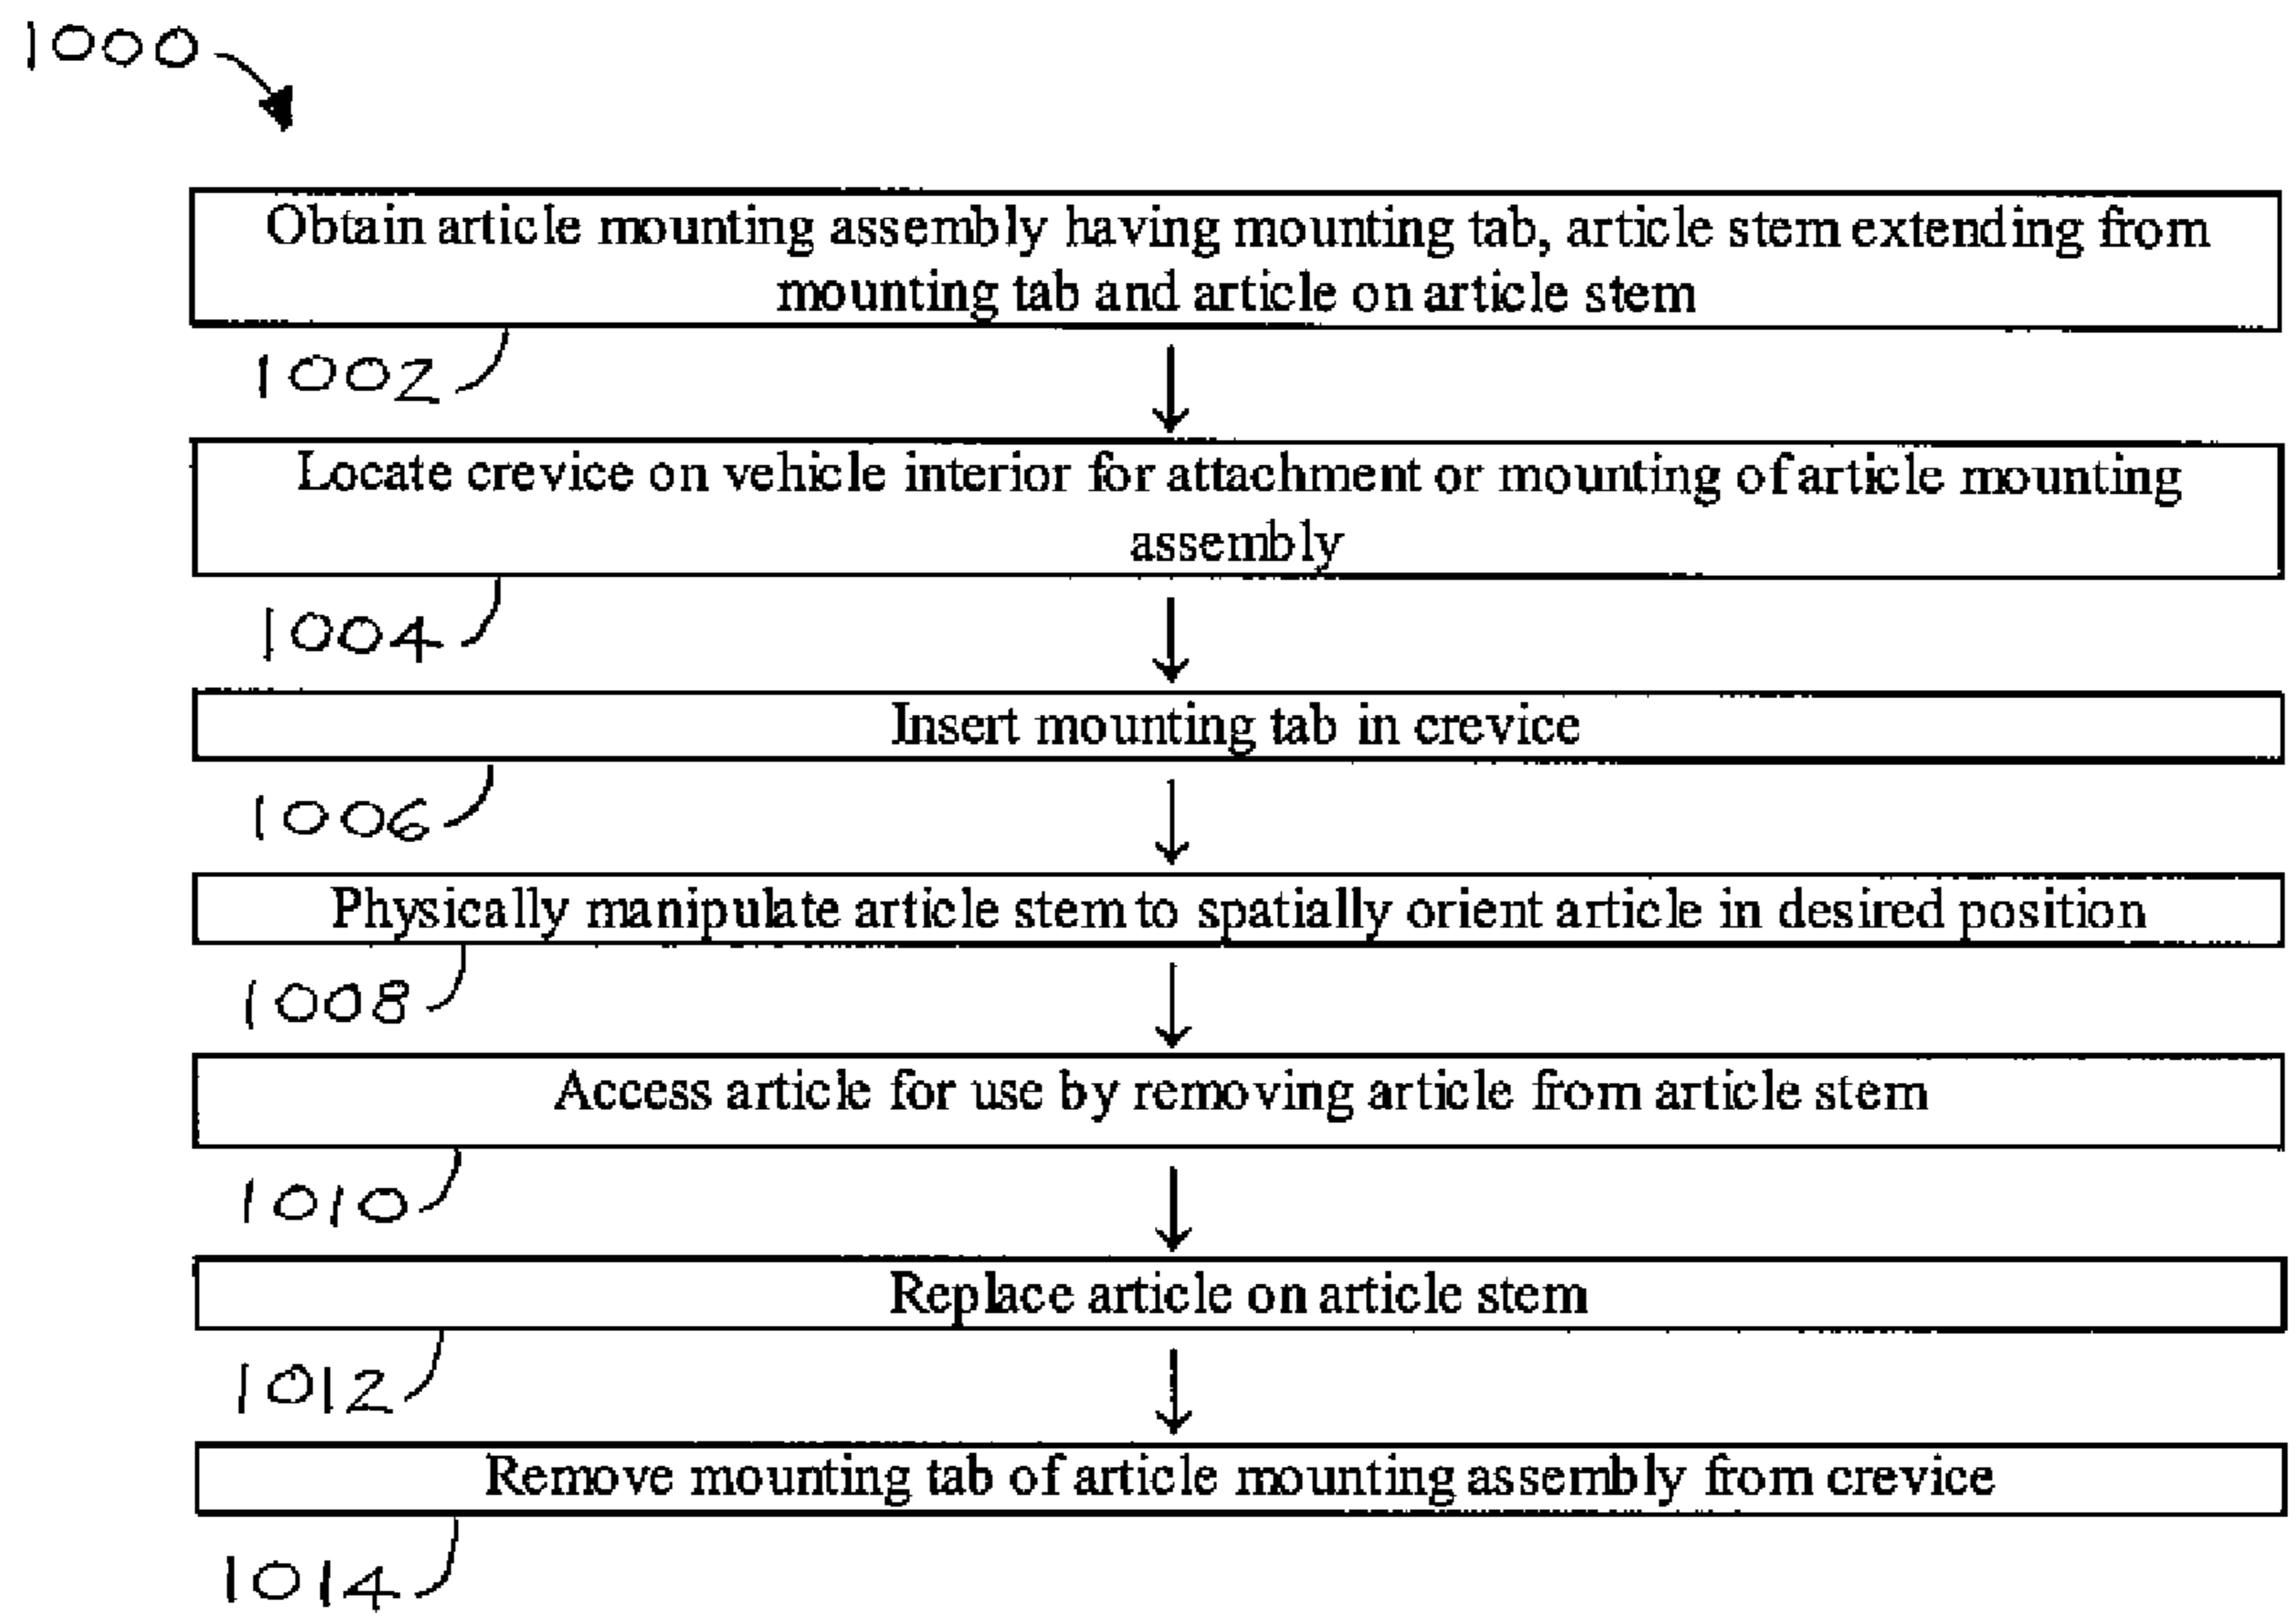 1000
Obtain article mounting assembly having mounting tab, article stem extending from
mounting tab and article on article stem
1002
Locate crevice on vehicle interior for attachment or mounting of article mounting
assembly
1004
Insert mounting tab in crevice
1006
Physically manipulate article stem to spatially orient article in desired position
1008
Access article for use by removing article from article stem
1010
Replace article on article stem
1012
Remove mounting tab of article mounting assembly from crevice
1014